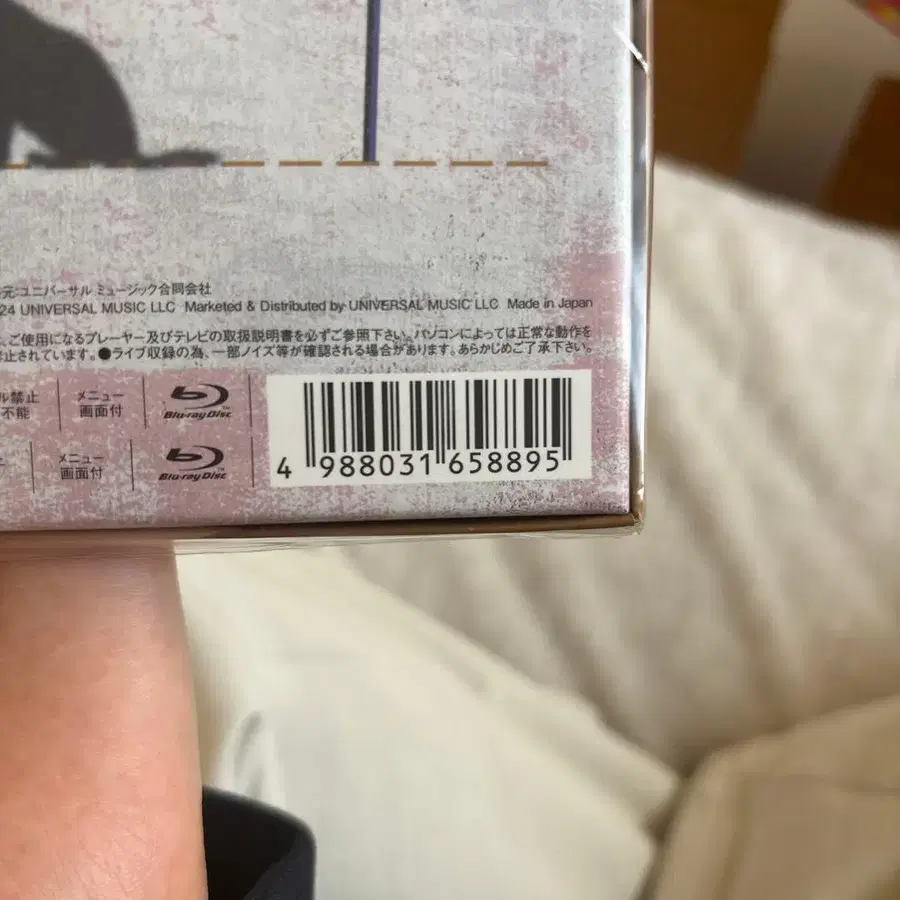 元:ユニバーサル ミュージック合同会社
24 UNIVERSAL MUSIC LLC Marketed & Distributed by UNIVERSAL MUSIC LLC Made in Japan
、ご使用になるプレーヤー及びテレビの取扱説明書を必ずご参照下さい。パソコンによっては正常な動作を
禁止されています。●ライブ収録の為、一部ノイズ等が確認される場合があります。あらかじめご了承下さい。
ル禁止
不能
メニュー
画面付
Blu-ray Disc™
メニュー
画面付
Blu-ray Disc™
4 988031 658895